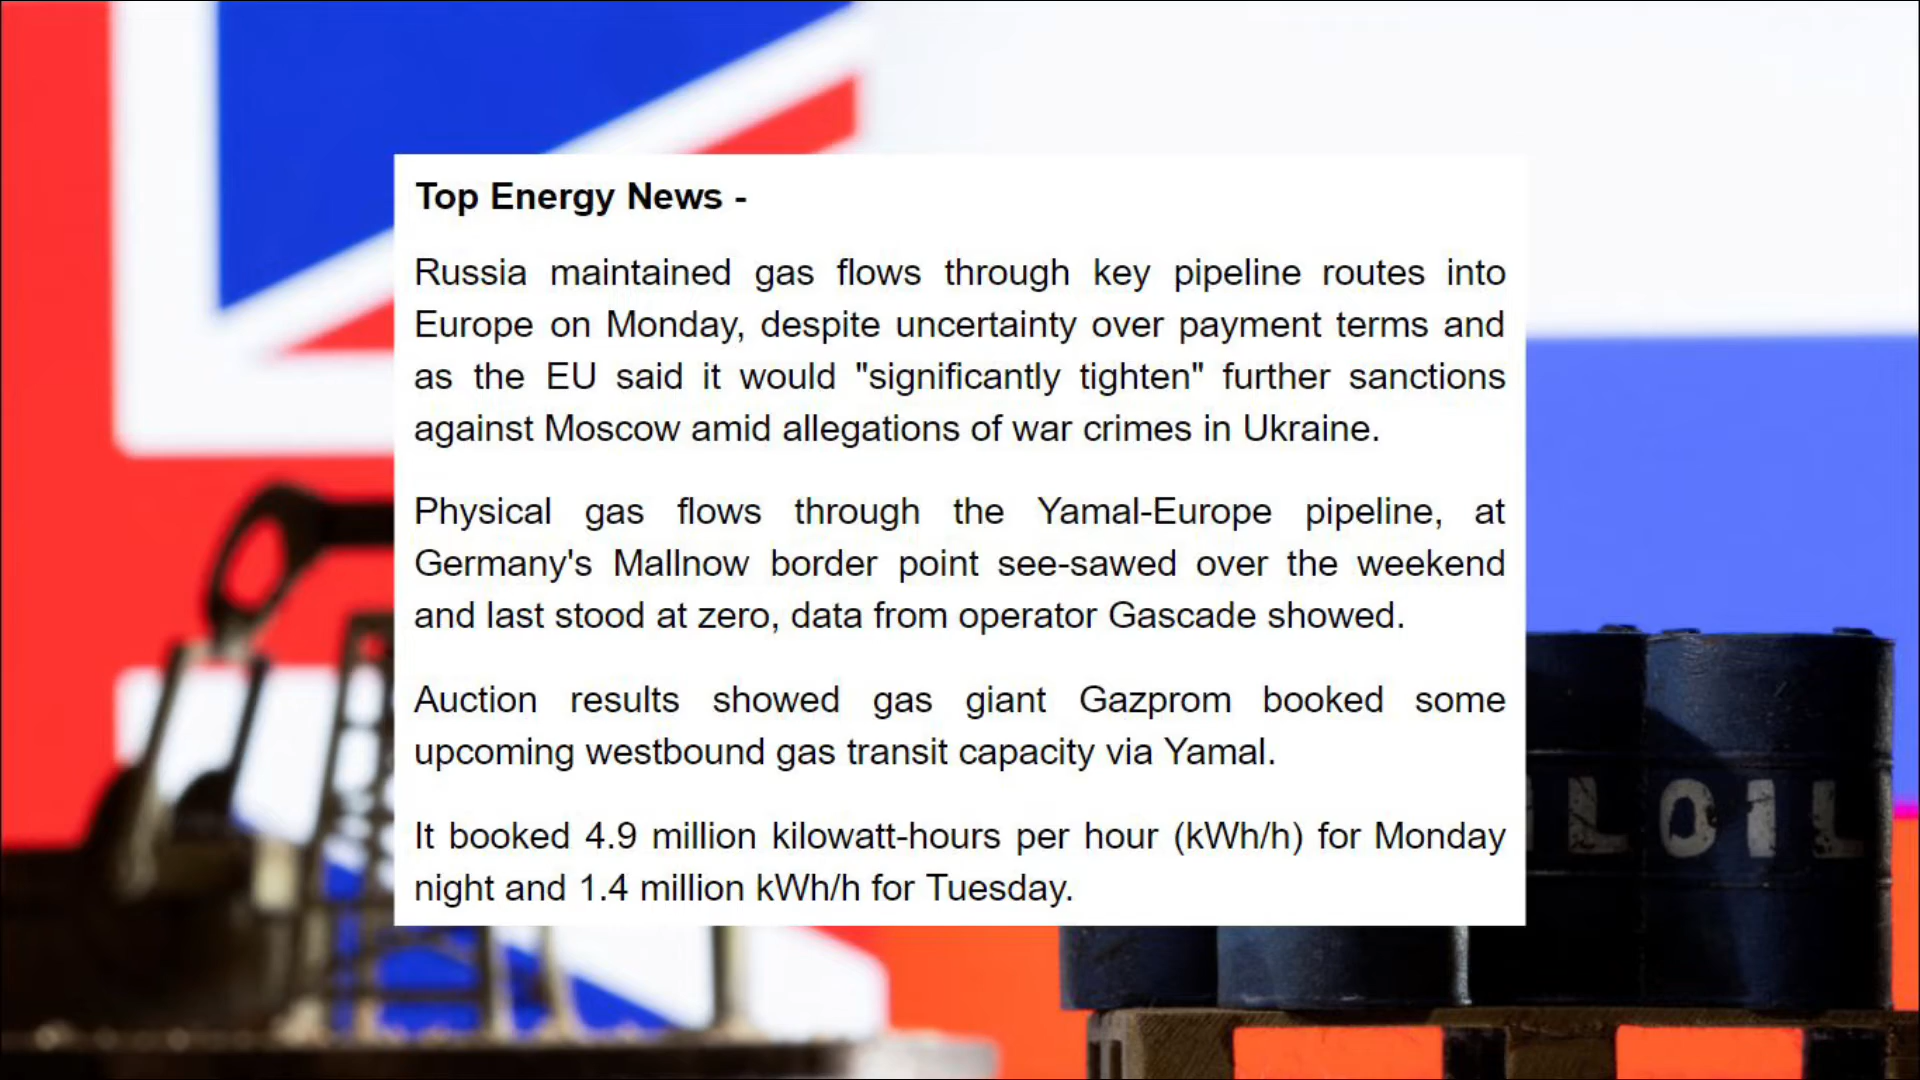 Top Energy News -
Russia maintained gas flows through key pipeline routes into
Europe on Monday, despite uncertainty over payment terms and
as the EU said it would "significantly tighten" further sanctions
against Moscow amid allegations of war crimes in Ukraine.
Physical gas flows through the Yamal-Europe pipeline, at
Germany's Mallnow border point see-sawed over the weekend
and last stood at zero, data from operator Gascade showed.
Auction results showed gas giant Gazprom booked some
upcoming westbound gas transit capacity via Yamal.
It booked 4.9 million kilowatt-hours per hour (kWh/h) for Monday
night and 1.4 million kWh/h for Tuesday.
IL OIL